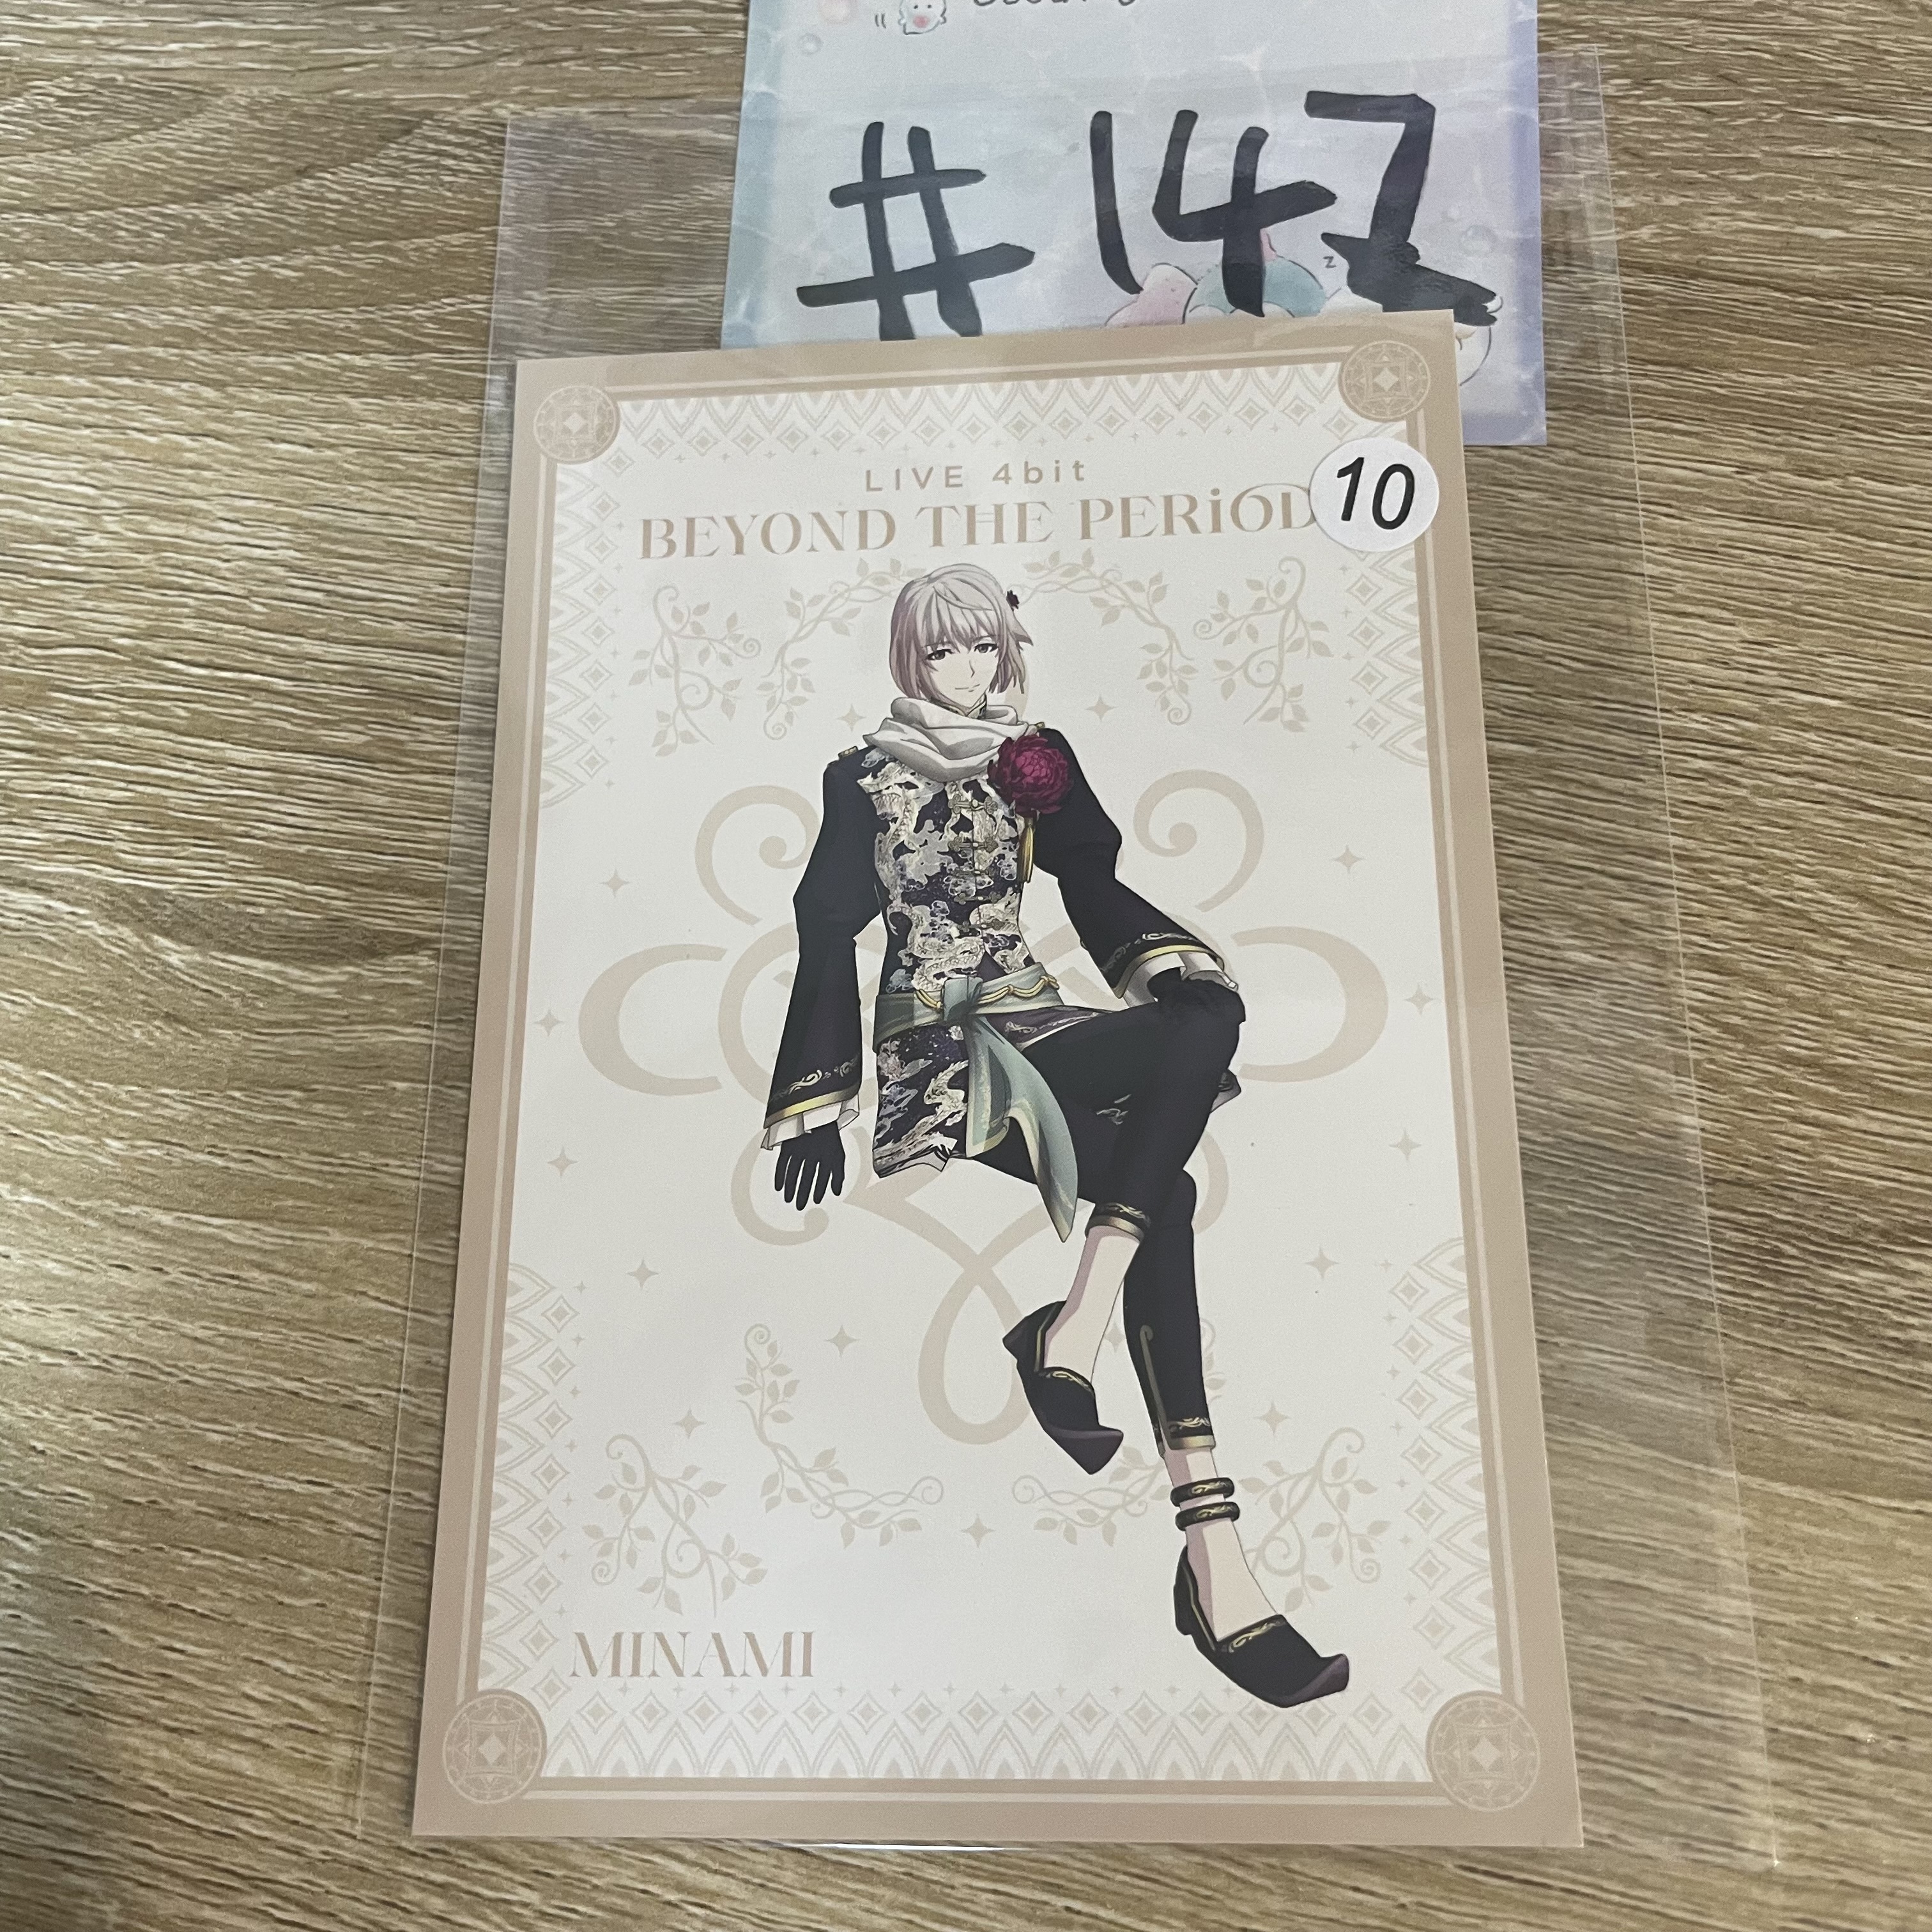 #147
LIVE 4bit
BEYOND THE PERiOD
10
z
MINAMI